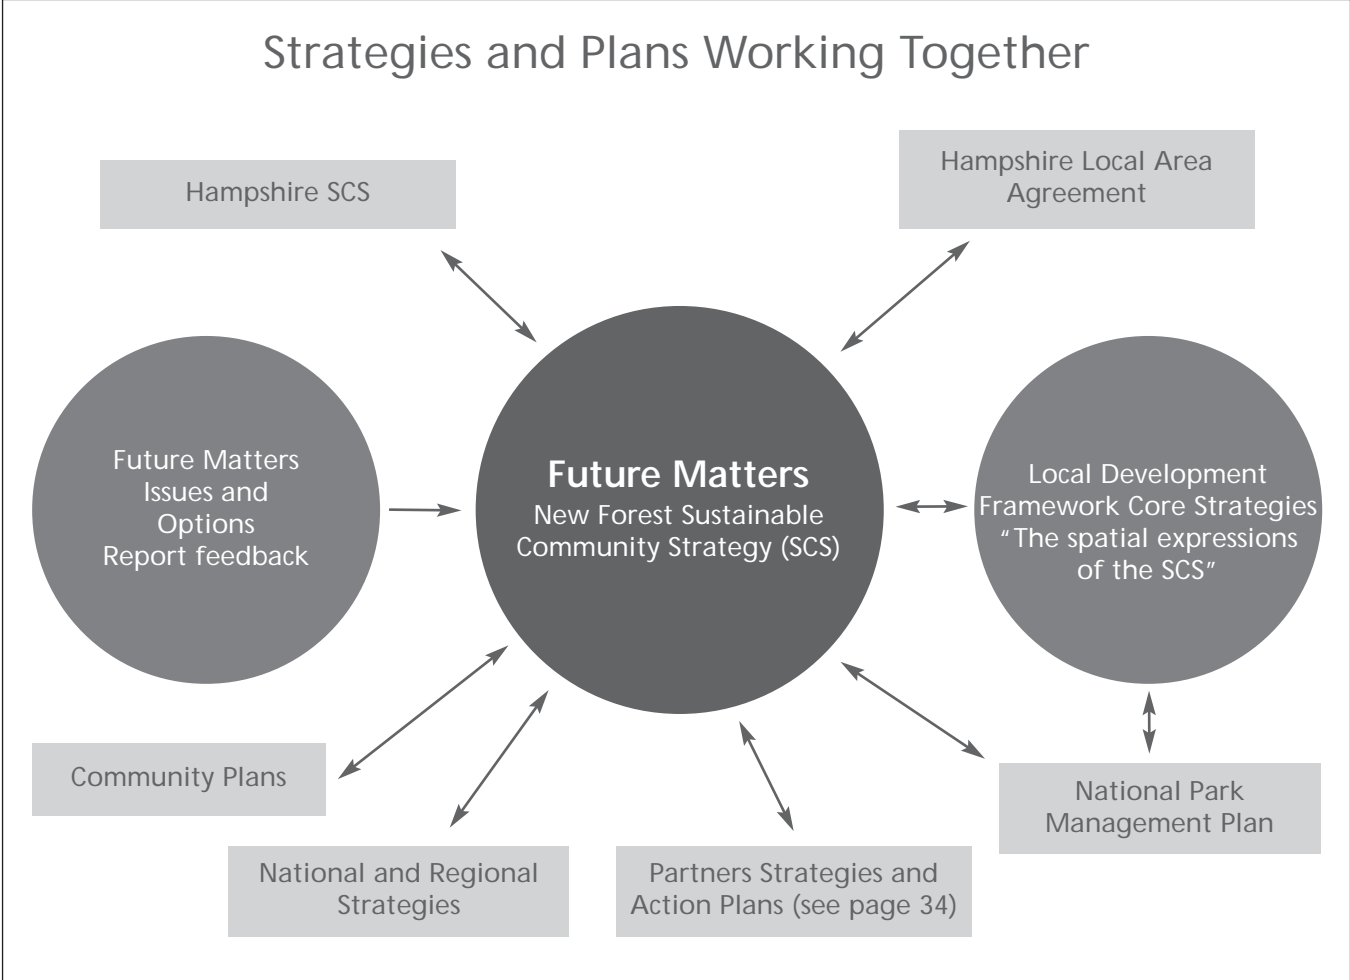 Strategies and Plans Working Together
Hampshire SCS
Hampshire Local Area
Agreement
Future Matters
Issues and
Options
Report feedback
Future Matters
New Forest Sustainable
Community Strategy (SCS)
Local Development
Framework Core Strategies
“The spatial expressions
of the SCS”
Community Plans
National and Regional
Strategies
Partners Strategies and
Action Plans (see page 34)
National Park
Management Plan